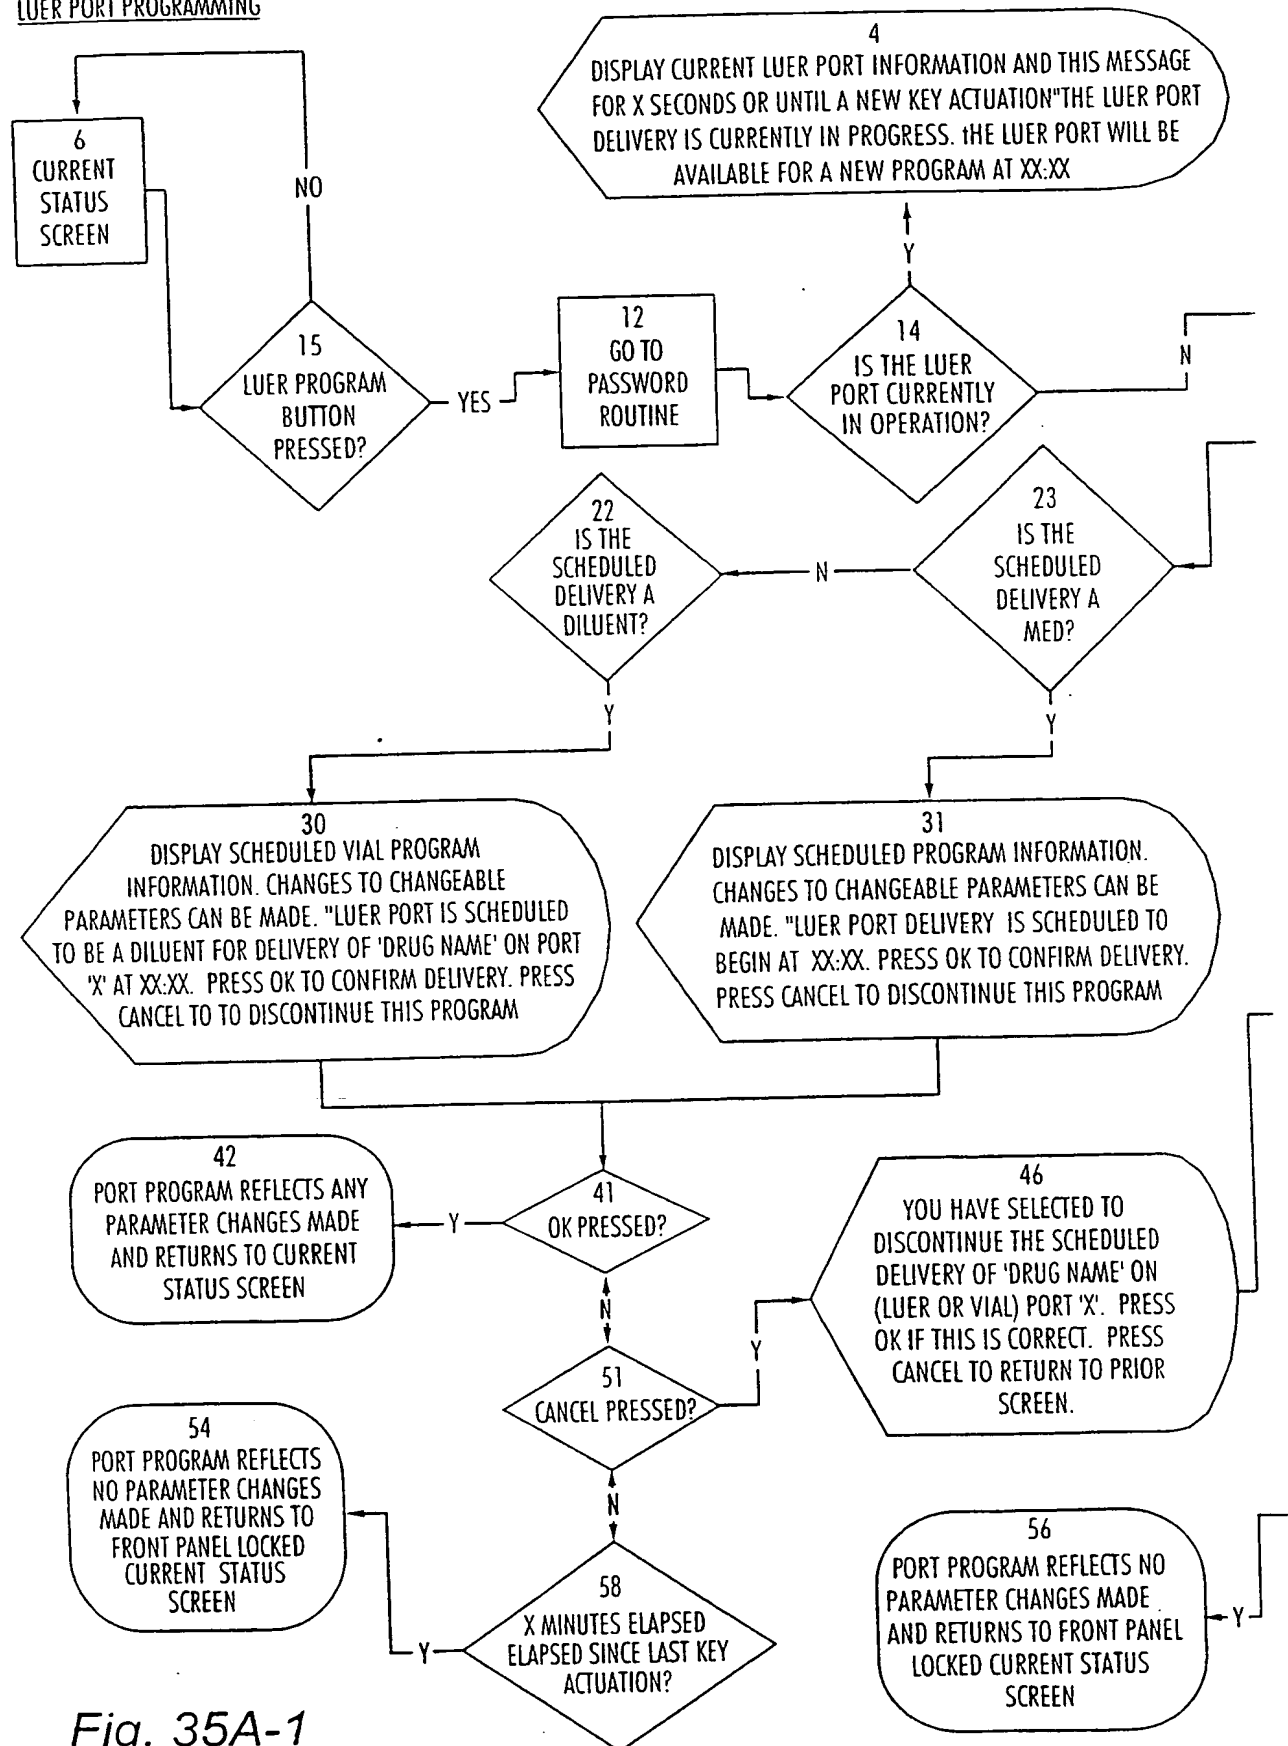 LUER PORT PROGRAMMING
4
DISPLAY CURRENT LUER PORT INFORMATION AND THIS MESSAGE
FOR X SECONDS OR UNTIL A NEW KEY ACTUATION"THE LUER PORT
DELIVERY IS CURRENTLY IN PROGRESS. tHE LUER PORT WILL BE
AVAILABLE FOR A NEW PROGRAM AT XX:XX
6
CURRENT
STATUS
SCREEN
NO
Y
15
LUER PROGRAM
BUTTON
PRESSED?
YES
12
GO TO
PASSWORD
ROUTINE
14
IS THE LUER
PORT CURRENTLY
IN OPERATION?
N
22
IS THE
SCHEDULED
DELIVERY A
DILUENT?
N
23
IS THE
SCHEDULED
DELIVERY A
MED?
Y
Y
30
DISPLAY SCHEDULED VIAL PROGRAM
INFORMATION. CHANGES TO CHANGEABLE
PARAMETERS CAN BE MADE. "LUER PORT IS SCHEDULED
TO BE A DILUENT FOR DELIVERY OF 'DRUG NAME' ON PORT
'X' AT XX:XX. PRESS OK TO CONFIRM DELIVERY. PRESS
CANCEL TO TO DISCONTINUE THIS PROGRAM
31
DISPLAY SCHEDULED PROGRAM INFORMATION.
CHANGES TO CHANGEABLE PARAMETERS CAN BE
MADE. "LUER PORT DELIVERY IS SCHEDULED TO
BEGIN AT XX:XX. PRESS OK TO CONFIRM DELIVERY.
PRESS CANCEL TO DISCONTINUE THIS PROGRAM
42
PORT PROGRAM REFLECTS ANY
PARAMETER CHANGES MADE
AND RETURNS TO CURRENT
STATUS SCREEN
Y
41
OK PRESSED?
N
46
YOU HAVE SELECTED TO
DISCONTINUE THE SCHEDULED
DELIVERY OF 'DRUG NAME' ON
(LUER OR VIAL) PORT 'X'. PRESS
OK IF THIS IS CORRECT. PRESS
CANCEL TO RETURN TO PRIOR
SCREEN.
Y
51
CANCEL PRESSED?
N
54
PORT PROGRAM REFLECTS
NO PARAMETER CHANGES
MADE AND RETURNS TO
FRONT PANEL LOCKED
CURRENT STATUS
SCREEN
Y
58
X MINUTES ELAPSED
ELAPSED SINCE LAST KEY
ACTUATION?
56
PORT PROGRAM REFLECTS NO
PARAMETER CHANGES MADE
AND RETURNS TO FRONT PANEL
LOCKED CURRENT STATUS
SCREEN
Y
Fig. 35A-1